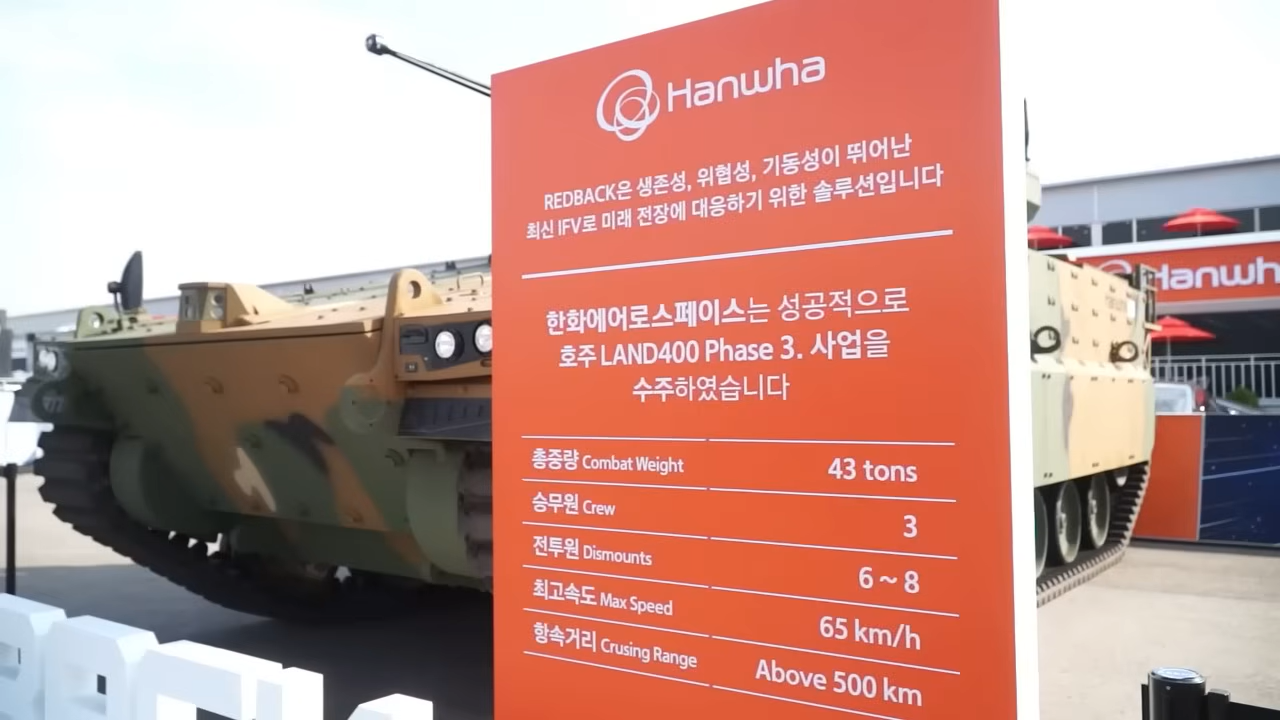 Hanwha
REDBACK은 생존성, 위협성, 기동성이 뛰어난
최신 IFV로 미래 전장에 대응하기 위한 솔루션입니다
한화에어로스페이스는 성공적으로
호주 LAND400 Phase 3. 사업을
수주하였습니다
총중량 Combat Weight 43 tons
승무원 Crew 3
전투원 Dismounts 6 ~ 8
최고속도 Max Speed 65 km/h
항속거리 Crusing Range Above 500 km
Hanwh